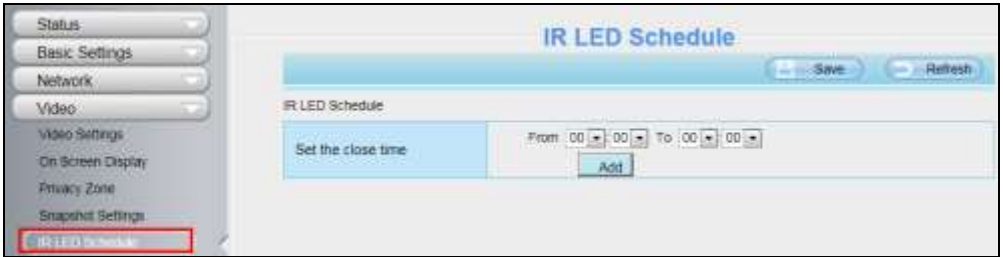 Status
Basic Settings
Network
Video
Video Settings
On Screen Display
Privacy Zone
Snapshot Settings
IR LED Schedule
IR LED Schedule
Save Refresh
IR LED Schedule
Set the close time From 00 : 00 To 00 : 00
Add